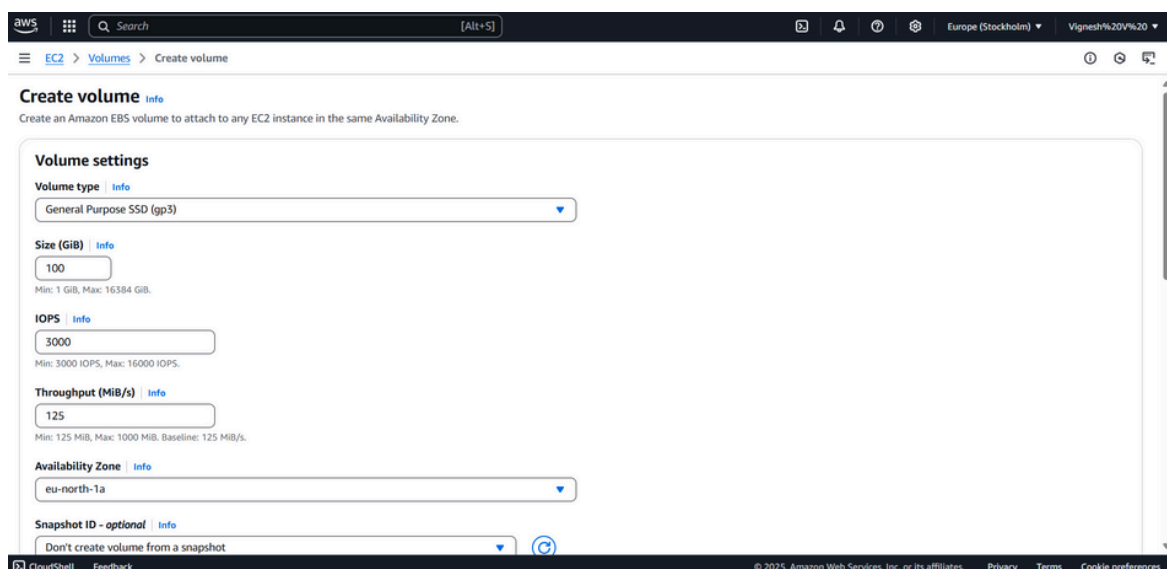 aws Search [Alt+S] Europe (Stockholm) Vignesh%20V%20
EC2 > Volumes > Create volume
Create volume Info
Create an Amazon EBS volume to attach to any EC2 instance in the same Availability Zone.
Volume settings
Volume type Info
General Purpose SSD (gp3)
Size (GiB) Info
100
Min: 1 GiB, Max: 16384 GiB.
IOPS Info
3000
Min: 3000 IOPS, Max: 16000 IOPS.
Throughput (MiB/s) Info
125
Min: 125 MiB, Max: 1000 MiB. Baseline: 125 MiB/s.
Availability Zone Info
eu-north-1a
Snapshot ID - optional Info
Don't create volume from a snapshot
CloudShell Feedback © 2025, Amazon Web Services, Inc. or its affiliates. Privacy Terms Cookie preferences